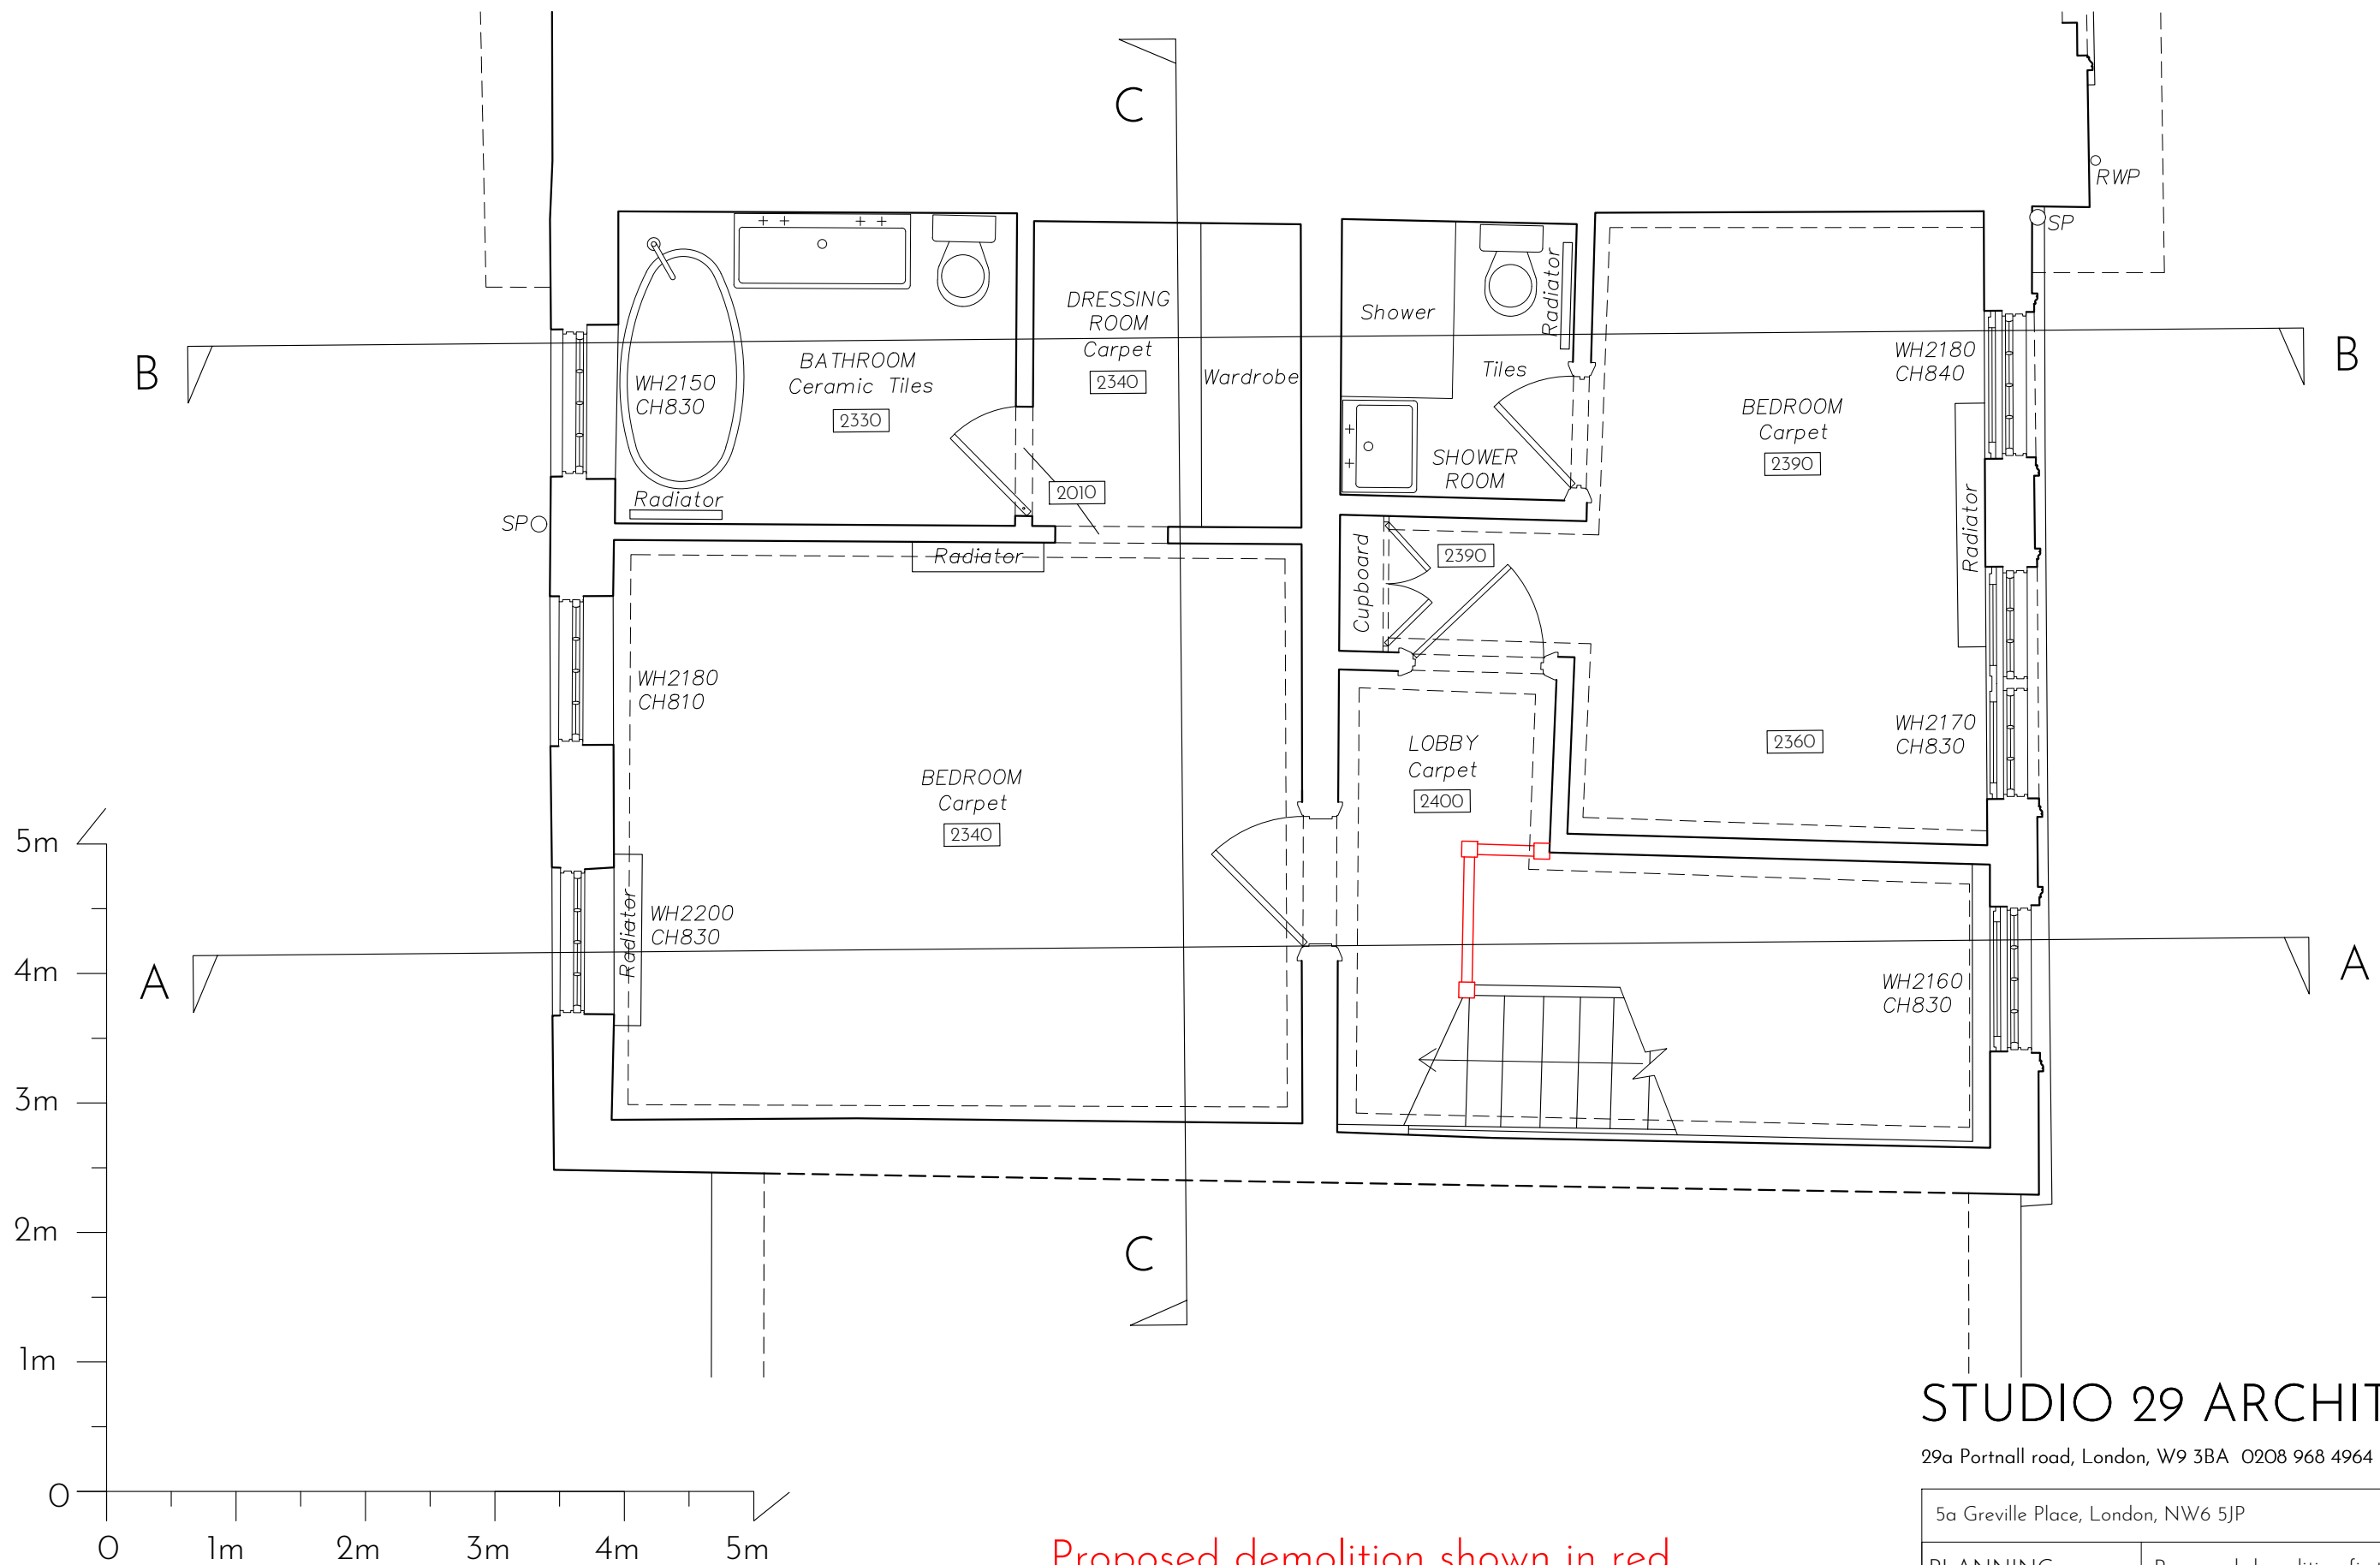 C
RWP
SP
B
B
DRESSING
ROOM
Carpet
2340
Wardrobe
BATHROOM
Ceramic Tiles
2330
WH2150
CH830
Radiator
SP
2010
Radiator
Shower
Radiator
Tiles
SHOWER
ROOM
WH2180
CH840
BEDROOM
Carpet
2390
Radiator
Cupboard
2390
WH2180
CH810
BEDROOM
Carpet
2340
LOBBY
Carpet
2400
2360
WH2170
CH830
Radiator
WH2200
CH830
WH2160
CH830
A
A
C
5m
4m
3m
2m
1m
0
0 1m 2m 3m 4m 5m
Proposed demolition shown in red
STUDIO 29 ARCHIT
29a Portnall road, London, W9 3BA 0208 968 4964
5a Greville Place, London, NW6 5JP
PLANNING